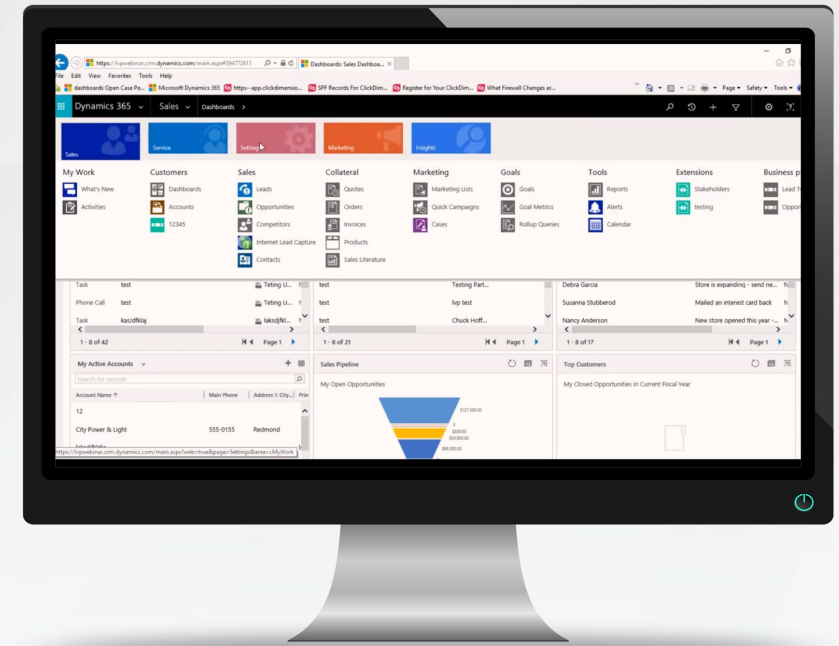 https://lvpwebinar.crm.dynamics.com/main.aspx#594772611
Dashboards: Sales Dashboa...
File Edit View Favorites Tools Help
dashboards Open Case Pe... Microsoft Dynamics 365 https--app.clickdimensio... SPF Records For ClickDim... Register for Your ClickDim... What Firewall Changes ar...
Page Safety Tools
Dynamics 365 Sales Dashboards
Sales Service Settings Marketing Insights
My Work Customers Sales Collateral Marketing Goals Tools Extensions Business p
What's New Dashboards Leads Quotes Marketing Lists Goals Reports Stakeholders Lead T
Activities Accounts Opportunities Orders Quick Campaigns Goal Metrics Alerts testing Opport
12345 Competitors Invoices Cases Rollup Queries Calendar
Internet Lead Capture Products
Contacts Sales Literature
Task test Teting U... test Testing Part... Debra Garcia Store is expanding - send ne...
Phone Call test Teting U... test lvp test Susanna Stubberod Mailed an interest card back
Task kasJdfklaj laksdjfkl... test Chuck Hoff... Nancy Anderson New store opened this year -...
1 - 8 of 42 Page 1 1 - 8 of 21 Page 1 1 - 8 of 17 Page 1
My Active Accounts Sales Pipeline Top Customers
Search for records My Open Opportunities My Closed Opportunities in Current Fiscal Year
Account Name Main Phone Address 1: City...
12
City Power & Light 555-0155 Redmond
https://lvpwebinar.crm.dynamics.com/main.aspx?web=true&page=Settings&area=MyWork